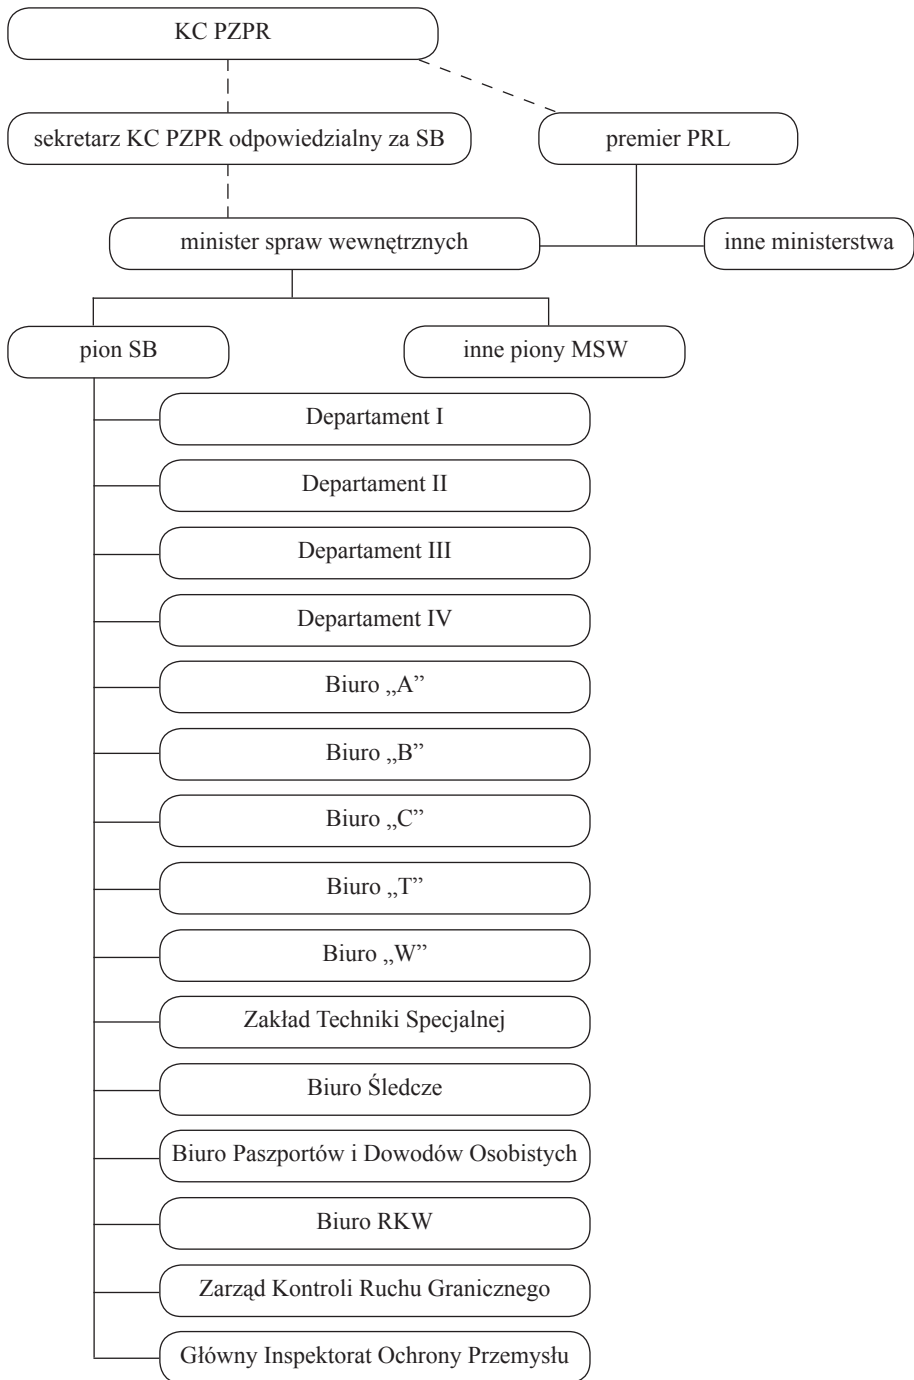 KC PZPR
sekretarz KC PZPR odpowiedzialny za SB
premier PRL
minister spraw wewnętrznych
inne ministerstwa
pion SB
inne piony MSW
Departament I
Departament II
Departament III
Departament IV
Biuro „A”
Biuro „B”
Biuro „C”
Biuro „T”
Biuro „W”
Zakład Techniki Specjalnej
Biuro Śledcze
Biuro Paszportów i Dowodów Osobistych
Biuro RKW
Zarząd Kontroli Ruchu Granicznego
Główny Inspektorat Ochrony Przemysłu